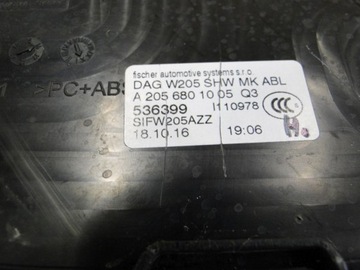 fischer automotive systems s.r.o.
DAG W205 SHW MK ABL
A 205 680 10 05 Q3
536399 I110978
SIFW205AZZ
18.10.16 19:06
>PC+ABS